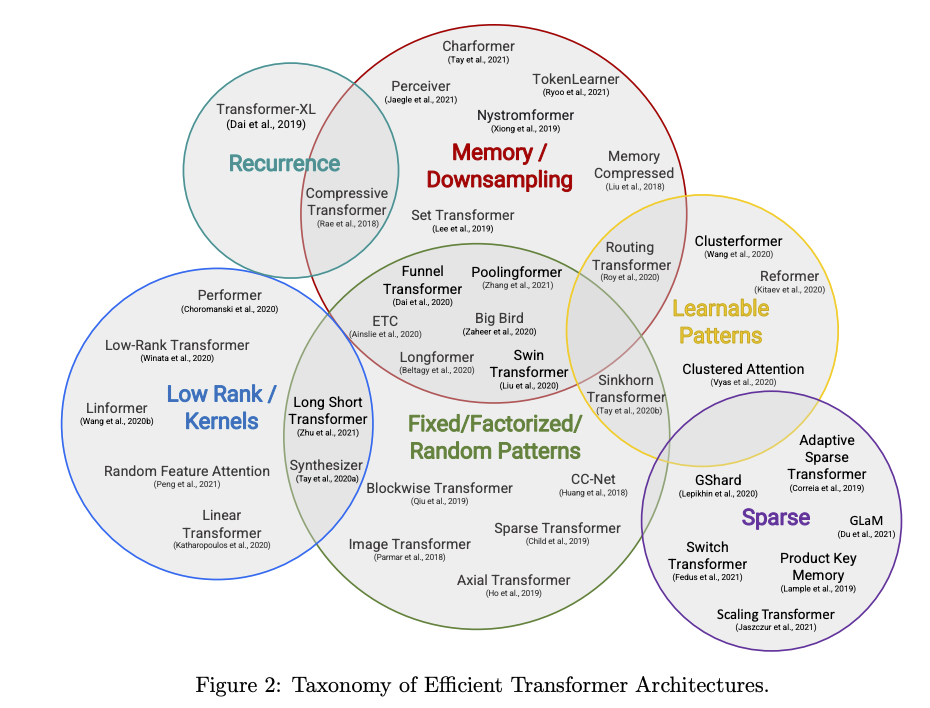 Charformer
(Tay et al., 2021)
Perceiver
(Jaegle et al., 2021)
TokenLearner
(Ryoo et al., 2021)
Transformer-XL
(Dai et al., 2019)
Nystromformer
(Xiong et al., 2019)
Recurrence
Memory /
Downsampling
Memory
Compressed
(Liu et al., 2018)
Compressive
Transformer
(Rae et al., 2018)
Set Transformer
(Lee et al., 2019)
Routing
Transformer
(Roy et al., 2020)
Clusterformer
(Wang et al., 2020)
Reformer
(Kitaev et al., 2020)
Learnable
Patterns
Clustered Attention
(Vyas et al., 2020)
Funnel
Transformer
(Dai et al., 2020)
Poolingformer
(Zhang et al., 2021)
ETC
(Ainslie et al., 2020)
Big Bird
(Zaheer et al., 2020)
Longformer
(Beltagy et al., 2020)
Swin
Transformer
(Liu et al., 2020)
Sinkhorn
Transformer
(Tay et al., 2020b)
Performer
(Choromanski et al., 2020)
Low-Rank Transformer
(Winata et al., 2020)
Low Rank /
Kernels
Linformer
(Wang et al., 2020b)
Random Feature Attention
(Peng et al., 2021)
Linear
Transformer
(Katharopoulos et al., 2020)
Long Short
Transformer
(Zhu et al., 2021)
Synthesizer
(Tay et al., 2020a)
Fixed/Factorized/
Random Patterns
Blockwise Transformer
(Qiu et al., 2019)
CC-Net
(Huang et al., 2018)
Sparse Transformer
(Child et al., 2019)
Image Transformer
(Parmar et al., 2018)
Axial Transformer
(Ho et al., 2019)
Adaptive
Sparse
Transformer
(Correia et al., 2019)
GShard
(Lepikhin et al., 2020)
Sparse
GLaM
(Du et al., 2021)
Switch
Transformer
(Fedus et al., 2021)
Product Key
Memory
(Lample et al., 2019)
Scaling Transformer
(Jaszczur et al., 2021)
Figure 2: Taxonomy of Efficient Transformer Architectures.